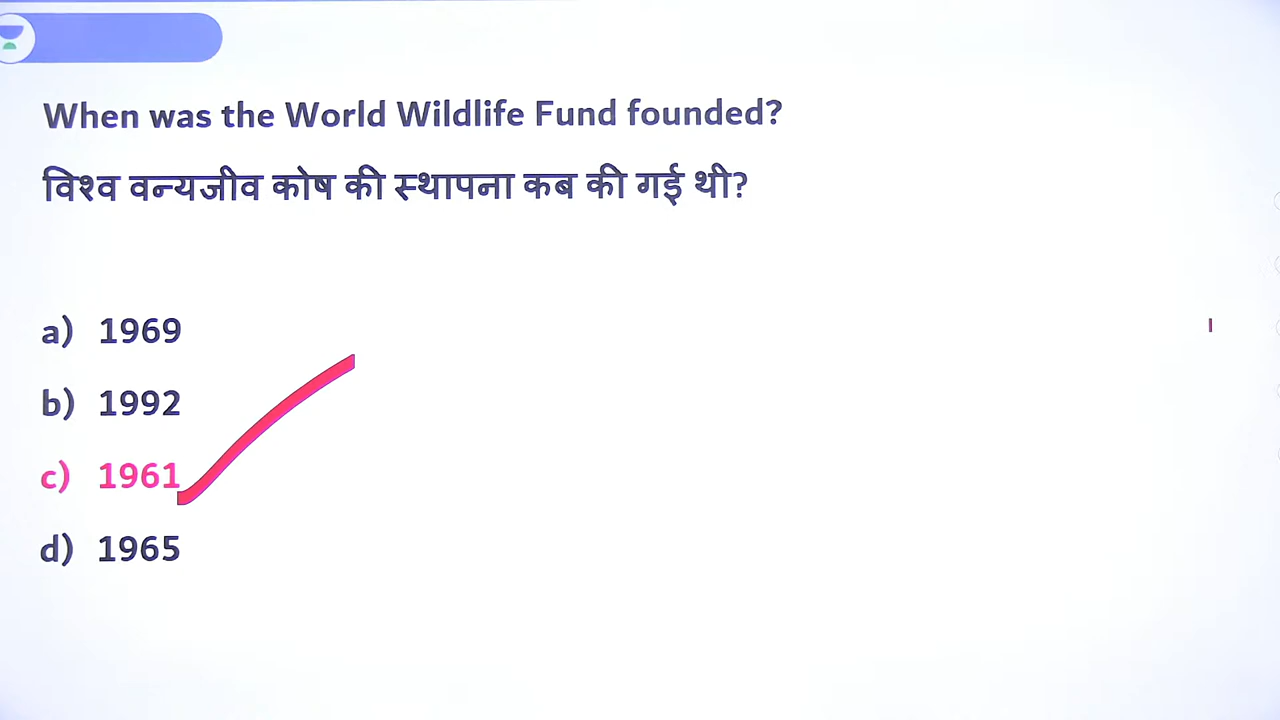 When was the World Wildlife Fund founded?
विश्व वन्यजीव कोष की स्थापना कब की गई थी?
a) 1969
b) 1992
c) 1961
d) 1965